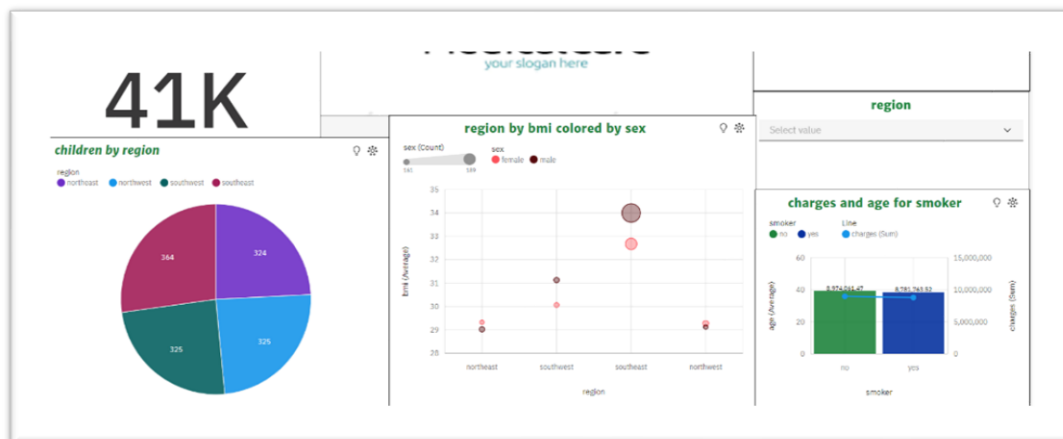 41K
your slogan here
children by region
region
northeast northwest southwest southeast
364
324
325
325
region by bmi colored by sex
sex (Count)
sex
female male
bmi (Average)
35
34
33
32
31
30
29
28
northeast southwest southeast northwest
region
region
Select value
charges and age for smoker
smoker
Line
no yes
charges (Sum)
age (Average)
60
40
20
0
15,000,000
10,000,000
5,000,000
0
charges (Sum)
no yes
smoker